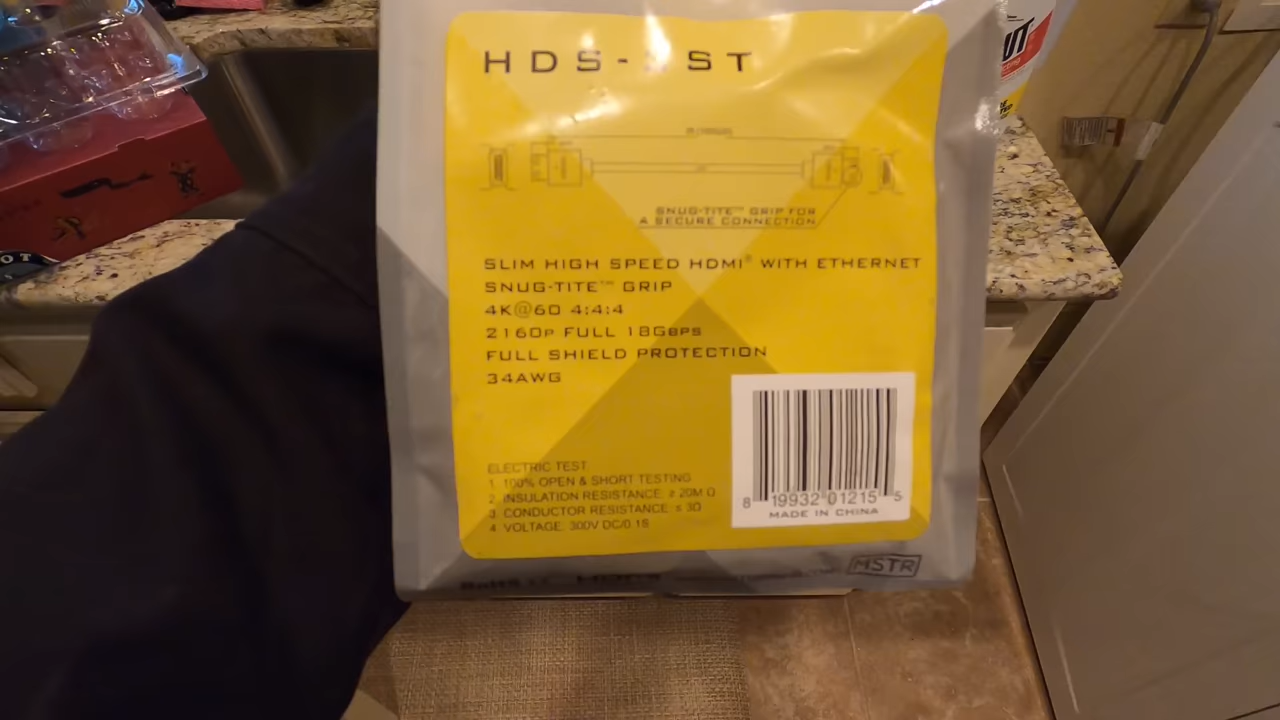 HDS- ST
SNUG-TITE™ GRIP FOR
A SECURE CONNECTION
SLIM HIGH SPEED HDMI® WITH ETHERNET
SNUG-TITE™ GRIP
4K@60 4:4:4
2160P FULL 18GBPS
FULL SHIELD PROTECTION
34AWG
ELECTRIC TEST
1. 100% OPEN & SHORT TESTING
2. INSULATION RESISTANCE: ≥ 20M Ω
3. CONDUCTOR RESISTANCE: ≤ 3Ω
4. VOLTAGE: 300V DC/0.1S
8 19932 01215 5
MADE IN CHINA
MSTR